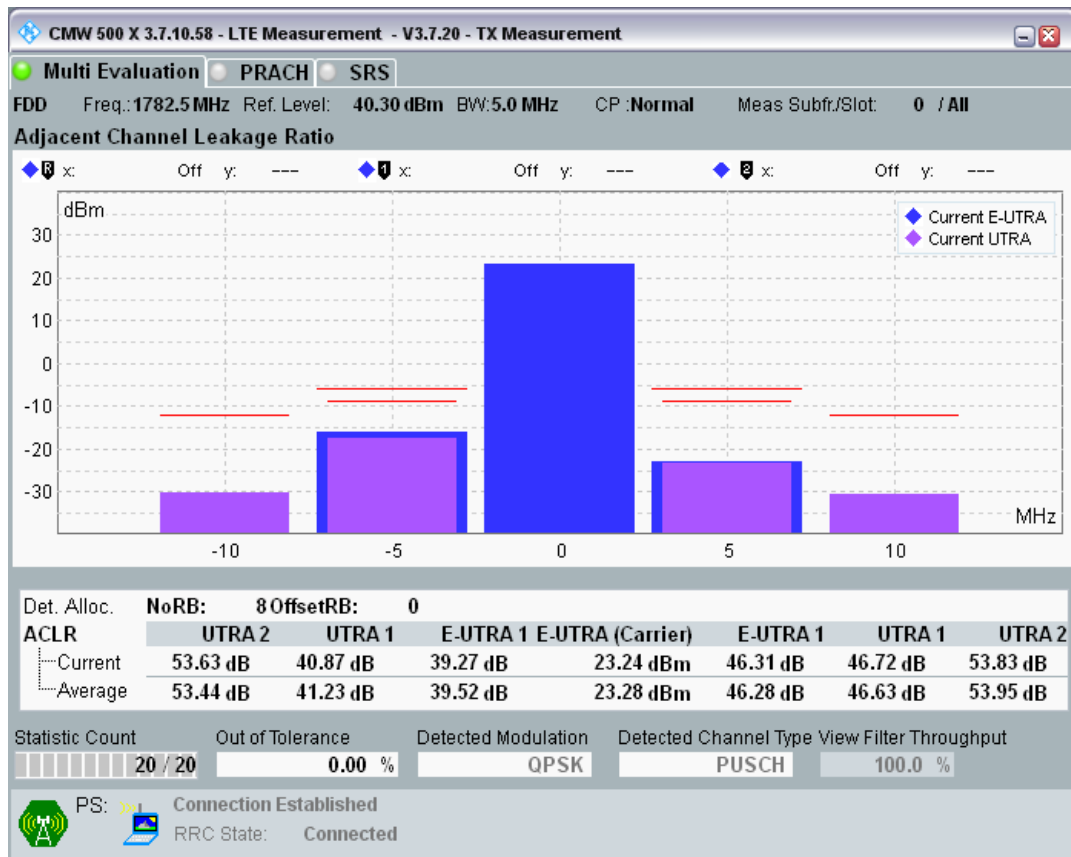 CMW 500 X 3.7.10.58 - LTE Measurement - V3.7.20 - TX Measurement
Multi Evaluation PRACH SRS
FDD Freq.:1782.5 MHz Ref. Level: 40.30 dBm BW:5.0 MHz CP :Normal Meas Subfr./Slot: 0 / All
Adjacent Channel Leakage Ratio
R x: Off y: --- 1 x: Off y: --- 2 x: Off y: ---
dBm
Current E-UTRA
Current UTRA
30
20
10
0
-10
-20
-30
MHz
-10 -5 0 5 10
Det. Alloc. NoRB: 8 OffsetRB: 0
ACLR UTRA 2 UTRA 1 E-UTRA 1 E-UTRA (Carrier) E-UTRA 1 UTRA 1 UTRA 2
Current 53.63 dB 40.87 dB 39.27 dB 23.24 dBm 46.31 dB 46.72 dB 53.83 dB
Average 53.44 dB 41.23 dB 39.52 dB 23.28 dBm 46.28 dB 46.63 dB 53.95 dB
Statistic Count Out of Tolerance Detected Modulation Detected Channel Type View Filter Throughput
20 / 20 0.00 % QPSK PUSCH 100.0 %
PS: Connection Established
RRC State: Connected